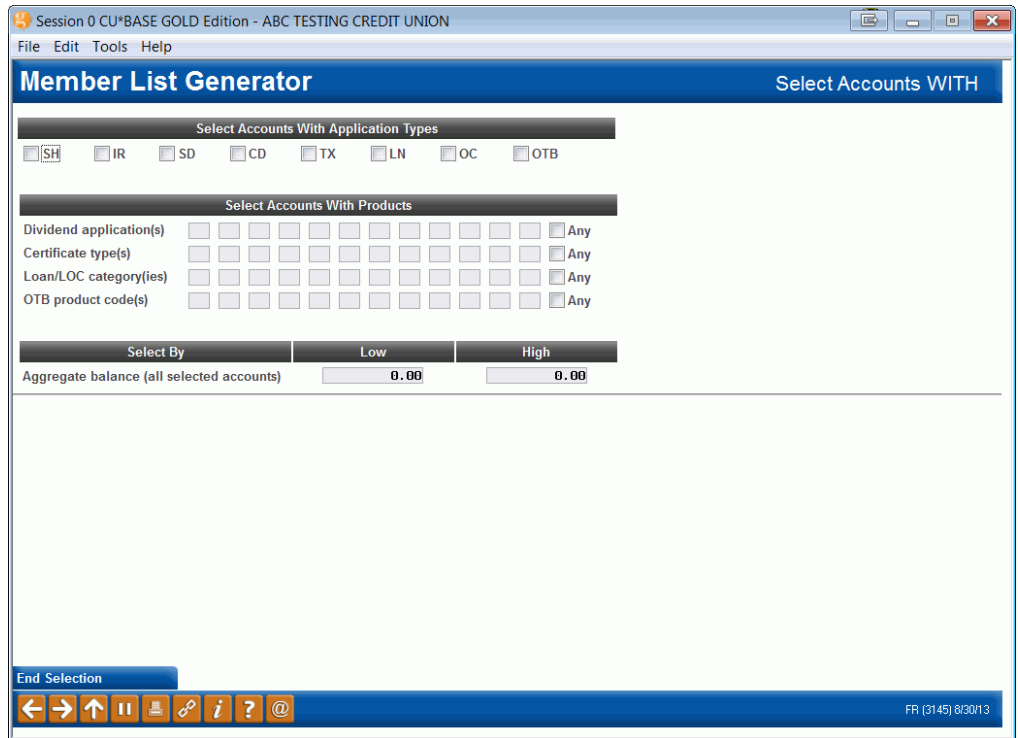 Session 0 CU*BASE GOLD Edition - ABC TESTING CREDIT UNION
File Edit Tools Help
Member List Generator Select Accounts WITH
Select Accounts With Application Types
SH IR SD CD TX LN OC OTB
Select Accounts With Products
Dividend application(s) Any
Certificate type(s) Any
Loan/LOC category(ies) Any
OTB product code(s) Any
Select By Low High
Aggregate balance (all selected accounts) 0.00 0.00
End Selection
FR (3145) 8/30/13